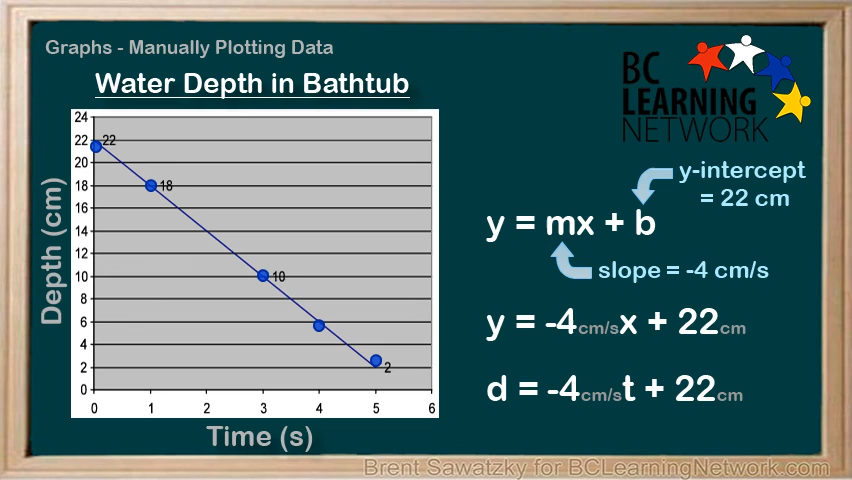 Graphs - Manually Plotting Data
Water Depth in Bathtub
BC
LEARNING
NETWORK
24
22
20
18
16
14
12
10
8
6
4
2
0
22
18
10
2
0 1 2 3 4 5 6
Depth (cm)
Time (s)
y-intercept
= 22 cm
y = mx + b
slope = -4 cm/s
y = -4cm/sx + 22cm
d = -4cm/st + 22cm
Brent Sawatzky for BCLearningNetwork.com